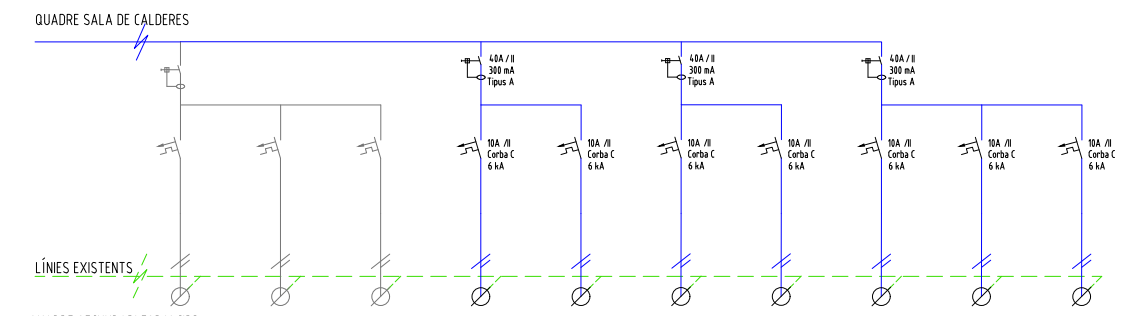 QUADRE SALA DE CALDERES
40A / II
300 mA
Tipus A
40A / II
300 mA
Tipus A
40A / II
300 mA
Tipus A
10A /II
Corba C
6 kA
10A /II
Corba C
6 kA
10A /II
Corba C
6 kA
10A /II
Corba C
6 kA
10A /II
Corba C
6 kA
10A /II
Corba C
6 kA
10A /II
Corba C
6 kA
LÍNIES EXISTENTS